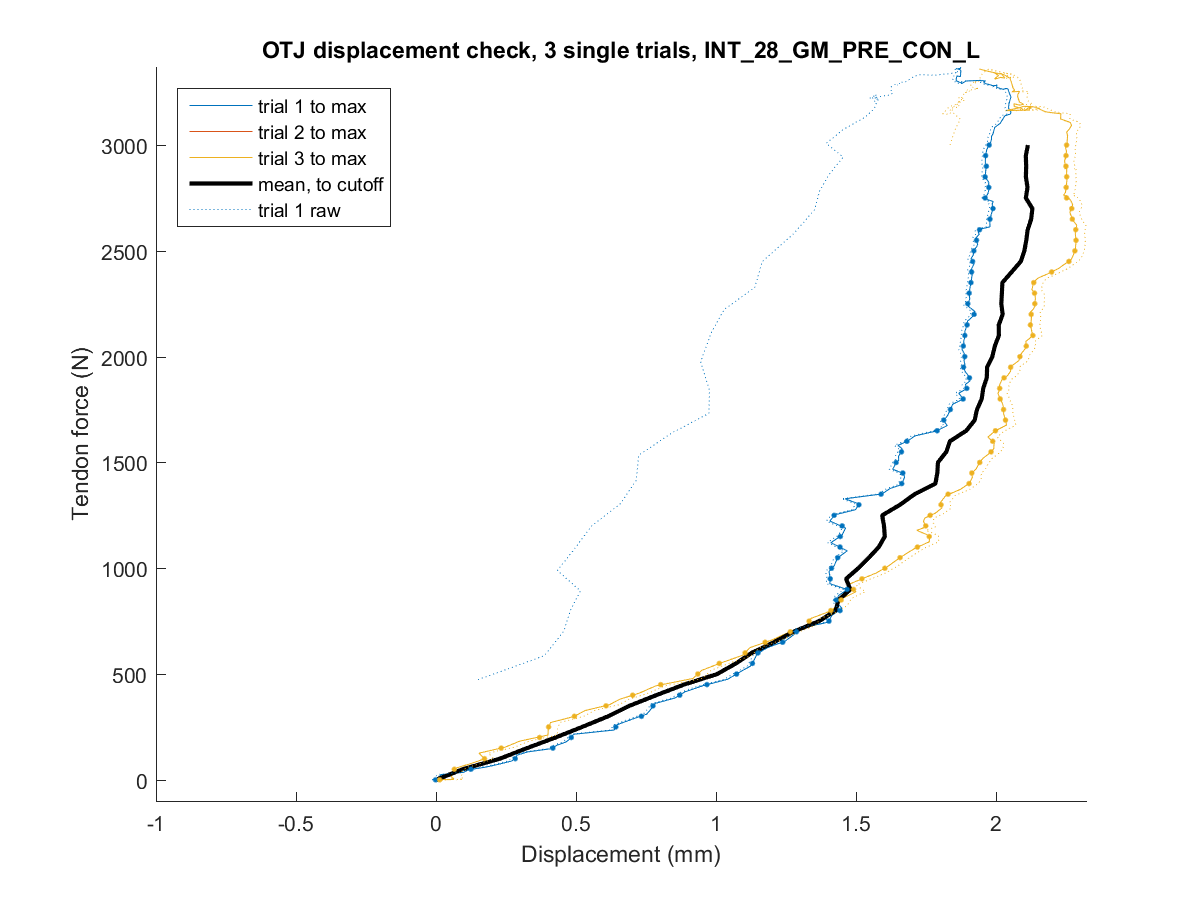 OTJ displacement check, 3 single trials, INT_28_GM_PRE_CON_L
trial 1 to max
trial 2 to max
trial 3 to max
mean, to cutoff
trial 1 raw
3000
2500
2000
1500
1000
500
0
Tendon force (N)
-1
-0.5
0
0.5
1
1.5
2
Displacement (mm)